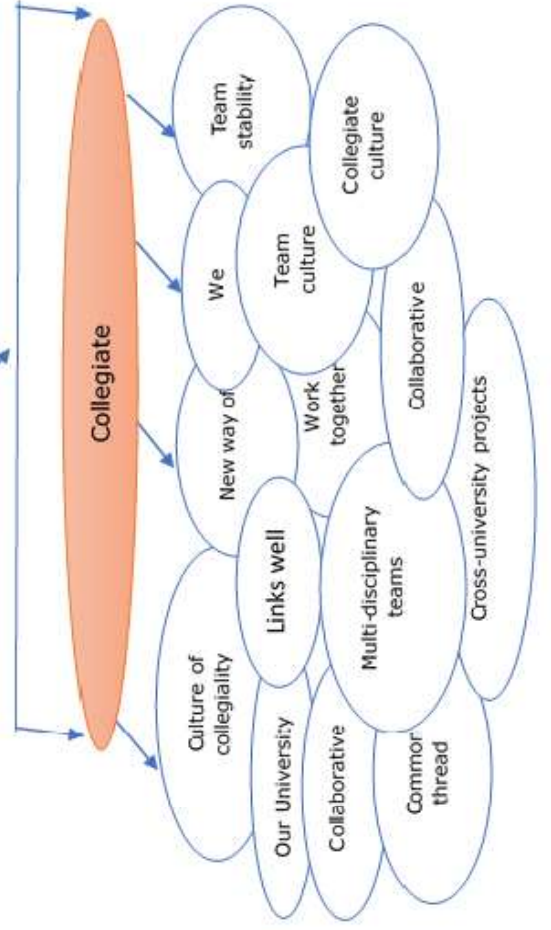 Collegiate
Culture of
collegiality
New way of
We
Team
stability
Our University
Links well
Work
together
Team
culture
Collaborative
Multi-disciplinary
teams
Collegiate
culture
Common
thread
Collaborative
Cross-university projects